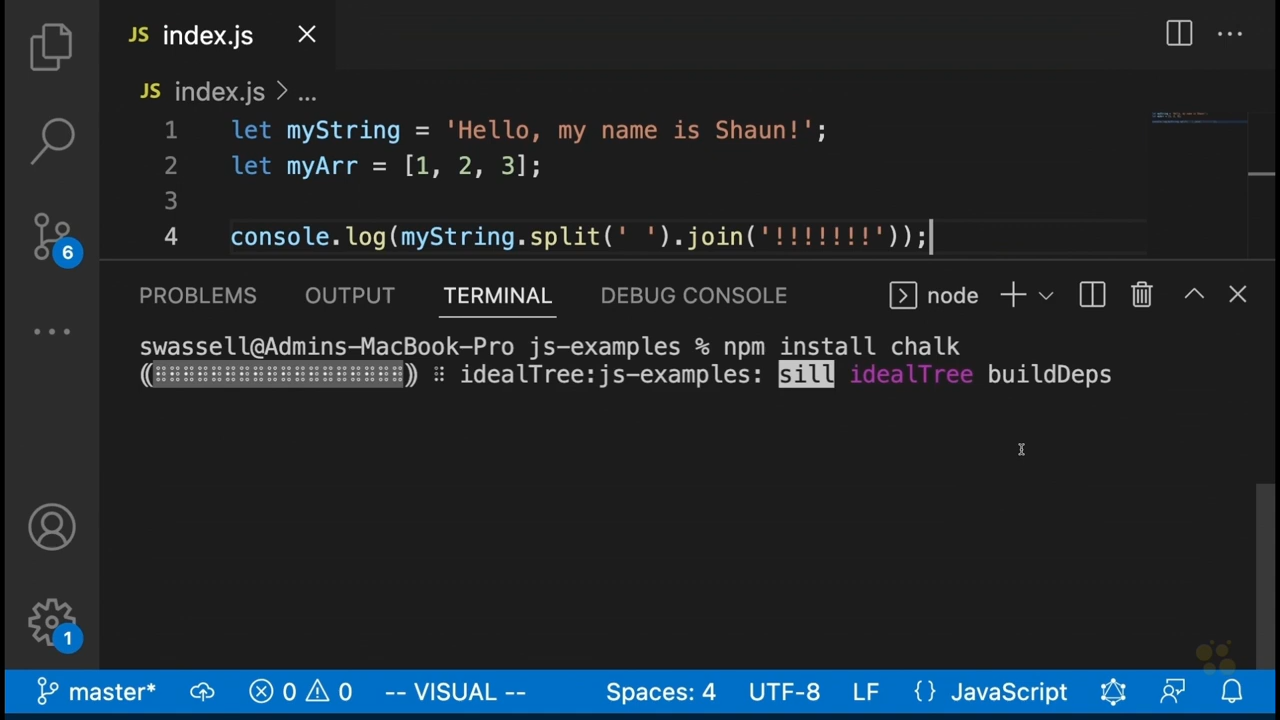 JS index.js
JS index.js > ...
1 let myString = 'Hello, my name is Shaun!';
2 let myArr = [1, 2, 3];
3
4 console.log(myString.split(' ').join('!!!!!!!'));
6
PROBLEMS OUTPUT TERMINAL DEBUG CONSOLE node
swassell@Admins-MacBook-Pro js-examples % npm install chalk
(⠿⠿⠿⠿⠿⠿⠿⠿⠿⠿⠿⠿⠿⠿⠿⠿⠿⠿) ⠿ idealTree:js-examples: sill idealTree buildDeps
1
master* 0 0 -- VISUAL -- Spaces: 4 UTF-8 LF {} JavaScript